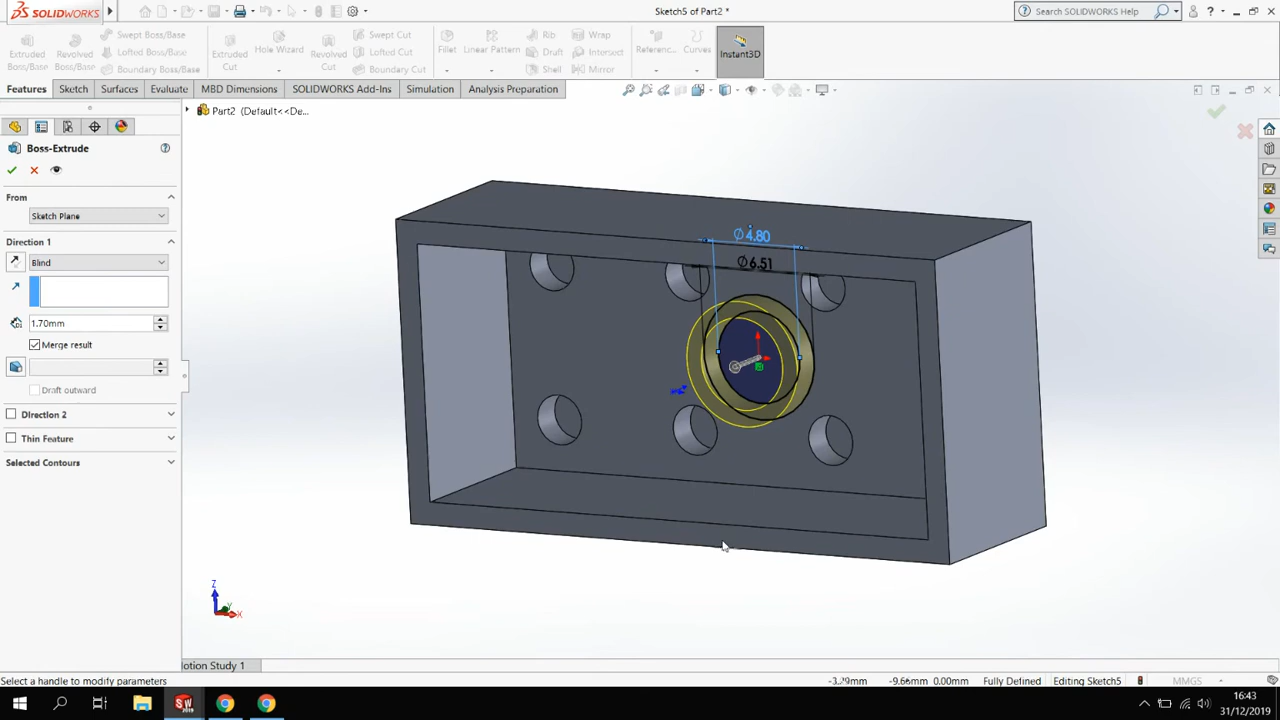 SOLIDWORKS
Sketch5 of Part2 *
Search SOLIDWORKS Help
Extruded Boss/Base
Revolved Boss/Base
Swept Boss/Base
Lofted Boss/Base
Boundary Boss/Base
Extruded Cut
Hole Wizard
Revolved Cut
Swept Cut
Lofted Cut
Boundary Cut
Fillet
Linear Pattern
Rib
Draft
Shell
Wrap
Intersect
Mirror
Referenc...
Curves
Instant3D
Features
Sketch
Surfaces
Evaluate
MBD Dimensions
SOLIDWORKS Add-Ins
Simulation
Analysis Preparation
Part2 (Default<<De...
Boss-Extrude
From
Sketch Plane
Direction 1
Blind
1.70mm
Merge result
Draft outward
Direction 2
Thin Feature
Selected Contours
Ø4.80
Ø6.51
Z
Y
X
Motion Study 1
Select a handle to modify parameters
-3.29mm
-9.66mm 0.00mm
Fully Defined
Editing Sketch5
MMGS
SW
2019
16:43
31/12/2019